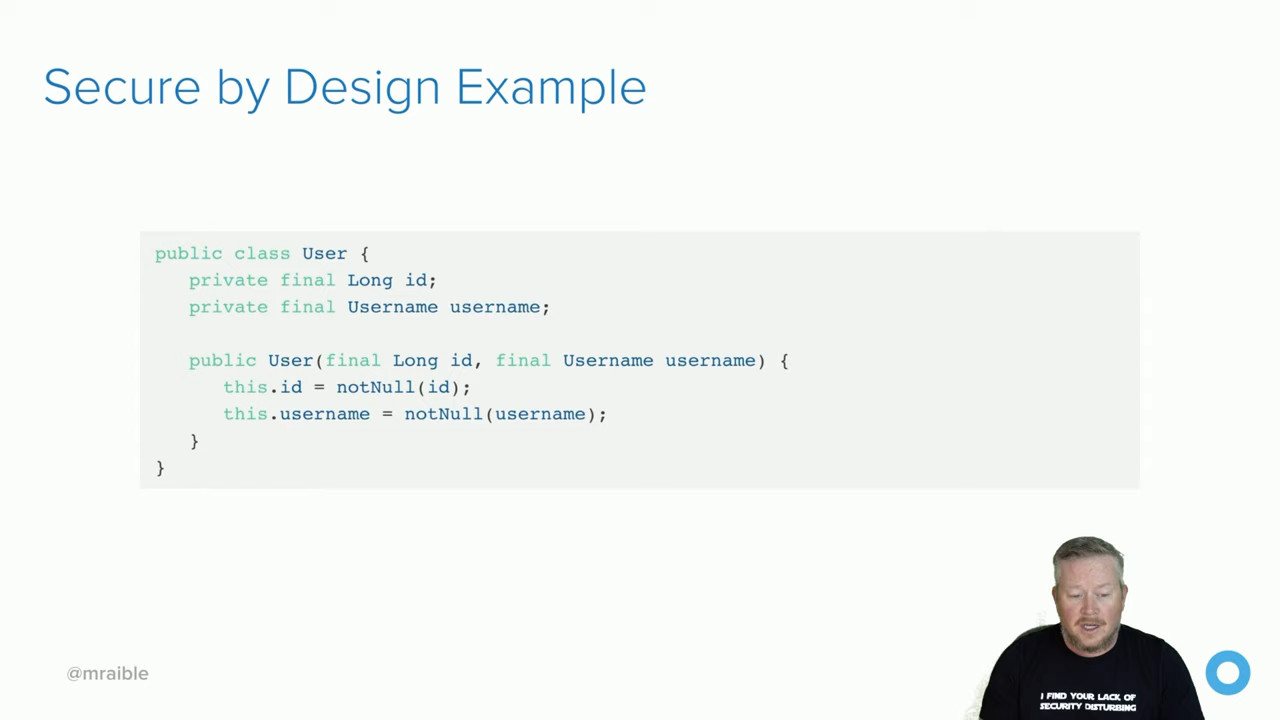 Secure by Design Example
public class User {
private final Long id;
private final Username username;
public User(final Long id, final Username username) {
this.id = notNull(id);
this.username = notNull(username);
}
}
@mraible
I FIND YOUR LACK OF
SECURITY DISTURBING